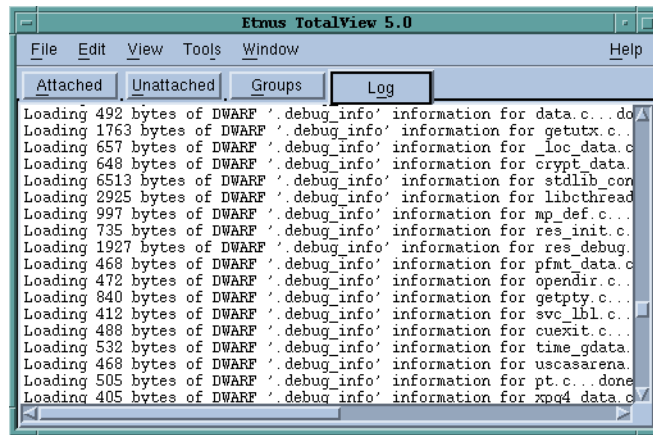 Etnus TotalView 5.0
File Edit View Tools Window Help
Attached Unattached Groups Log
Loading 492 bytes of DWARF '.debug_info' information for data.c...do
Loading 1763 bytes of DWARF '.debug_info' information for getutx.c..
Loading 657 bytes of DWARF '.debug_info' information for _loc_data.c
Loading 648 bytes of DWARF '.debug_info' information for crypt_data.
Loading 6513 bytes of DWARF '.debug_info' information for stdlib_con
Loading 2925 bytes of DWARF '.debug_info' information for libcthread
Loading 997 bytes of DWARF '.debug_info' information for mp_def.c...
Loading 735 bytes of DWARF '.debug_info' information for res_init.c.
Loading 1927 bytes of DWARF '.debug_info' information for res_debug.
Loading 468 bytes of DWARF '.debug_info' information for pfmt_data.c
Loading 472 bytes of DWARF '.debug_info' information for opendir.c..
Loading 840 bytes of DWARF '.debug_info' information for getpty.c...
Loading 412 bytes of DWARF '.debug_info' information for svc_lbl.c..
Loading 488 bytes of DWARF '.debug_info' information for cuexit.c...
Loading 532 bytes of DWARF '.debug_info' information for time_gdata.
Loading 468 bytes of DWARF '.debug_info' information for uscasarena.
Loading 505 bytes of DWARF '.debug_info' information for pt.c...done
Loading 405 bytes of DWARF '.debug_info' information for xpg4_data.c